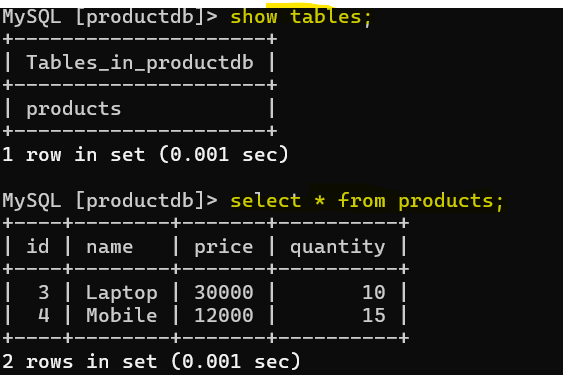 MySQL [productdb]> show tables;
+---------------------+
| Tables_in_productdb |
+---------------------+
| products            |
+---------------------+
1 row in set (0.001 sec)
MySQL [productdb]> select * from products;
+----+--------+-------+----------+
| id | name   | price | quantity |
+----+--------+-------+----------+
|  3 | Laptop | 30000 |       10 |
|  4 | Mobile | 12000 |       15 |
+----+--------+-------+----------+
2 rows in set (0.001 sec)